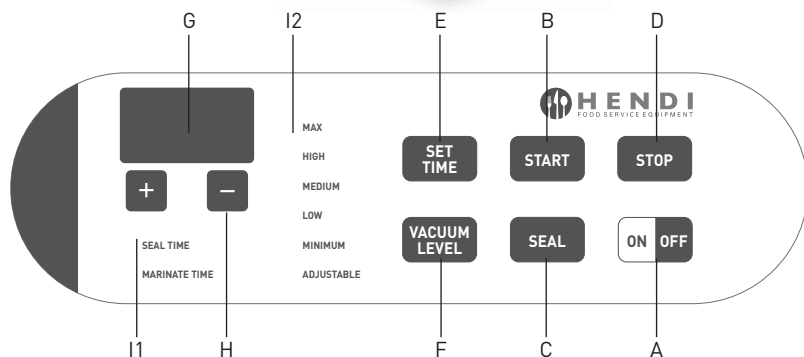 G
I2
E
B
D
HENDI
FOOD SERVICE EQUIPMENT
MAX
HIGH
MEDIUM
LOW
MINIMUM
ADJUSTABLE
+
−
SEAL TIME
MARINATE TIME
SET
TIME
START
STOP
VACUUM
LEVEL
SEAL
ON OFF
I1
H
F
C
A